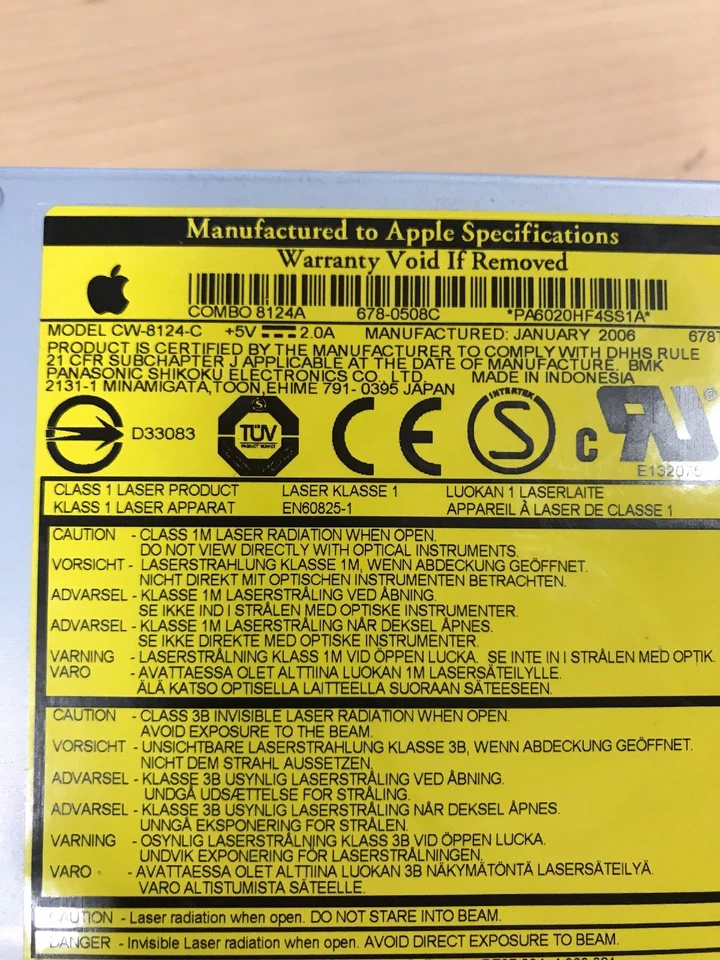 Manufactured to Apple Specifications
Warranty Void If Removed
COMBO 8124A 678-0508C *PA6020HF4SS1A*
MODEL CW-8124-C +5V 2.0A MANUFACTURED: JANUARY 2006 678
PRODUCT IS CERTIFIED BY THE MANUFACTURER TO COMPLY WITH DHHS RULE
21 CFR SUBCHAPTER J APPLICABLE AT THE DATE OF MANUFACTURE. BMK
PANASONIC SHIKOKU ELECTRONICS CO., LTD. MADE IN INDONESIA
2131-1 MINAMIGATA,TOON,EHIME 791-0395 JAPAN
D33083
TÜV
PRODUCT SERVICE
CE
INTERTEK
S
c RU ®
E132075
CLASS 1 LASER PRODUCT LASER KLASSE 1 LUOKAN 1 LASERLAITE
KLASS 1 LASER APPARAT EN60825-1 APPAREIL À LASER DE CLASSE 1
CAUTION - CLASS 1M LASER RADIATION WHEN OPEN.
DO NOT VIEW DIRECTLY WITH OPTICAL INSTRUMENTS.
VORSICHT - LASERSTRAHLUNG KLASSE 1M, WENN ABDECKUNG GEÖFFNET.
NICHT DIREKT MIT OPTISCHEN INSTRUMENTEN BETRACHTEN.
ADVARSEL - KLASSE 1M LASERSTRÅLING VED ÅBNING.
SE IKKE IND I STRÅLEN MED OPTISKE INSTRUMENTER.
ADVARSEL - KLASSE 1M LASERSTRÅLING NÅR DEKSEL ÅPNES.
SE IKKE DIREKTE MED OPTISKE INSTRUMENTER.
VARNING - LASERSTRÅLNING KLASS 1M VID ÖPPEN LUCKA. SE INTE IN I STRÅLEN MED OPTIK.
VARO - AVATTAESSA OLET ALTTIINA LUOKAN 1M LASERSÄTEILYLLE.
ÄLÄ KATSO OPTISELLA LAITTEELLA SUORAAN SÄTEESEEN.
CAUTION - CLASS 3B INVISIBLE LASER RADIATION WHEN OPEN.
AVOID EXPOSURE TO THE BEAM.
VORSICHT - UNSICHTBARE LASERSTRAHLUNG KLASSE 3B, WENN ABDECKUNG GEÖFFNET.
NICHT DEM STRAHL AUSSETZEN.
ADVARSEL - KLASSE 3B USYNLIG LASERSTRÅLING VED ÅBNING.
UNDGÅ UDSÆTTELSE FOR STRÅLING.
ADVARSEL - KLASSE 3B USYNLIG LASERSTRÅLING NÅR DEKSEL ÅPNES.
UNNGÅ EKSPONERING FOR STRÅLEN.
VARNING - OSYNLIG LASERSTRÅLNING KLASS 3B VID ÖPPEN LUCKA.
UNDVIK EXPONERING FÖR LASERSTRÅLNINGEN.
VARO - AVATTAESSA OLET ALTTIINA LUOKAN 3B NÄKYMÄTÖNTÄ LASERSÄTEILYÄ.
VARO ALTISTUMISTA SÄTEELLE.
CAUTION - Laser radiation when open. DO NOT STARE INTO BEAM.
DANGER - Invisible Laser radiation when open. AVOID DIRECT EXPOSURE TO BEAM.